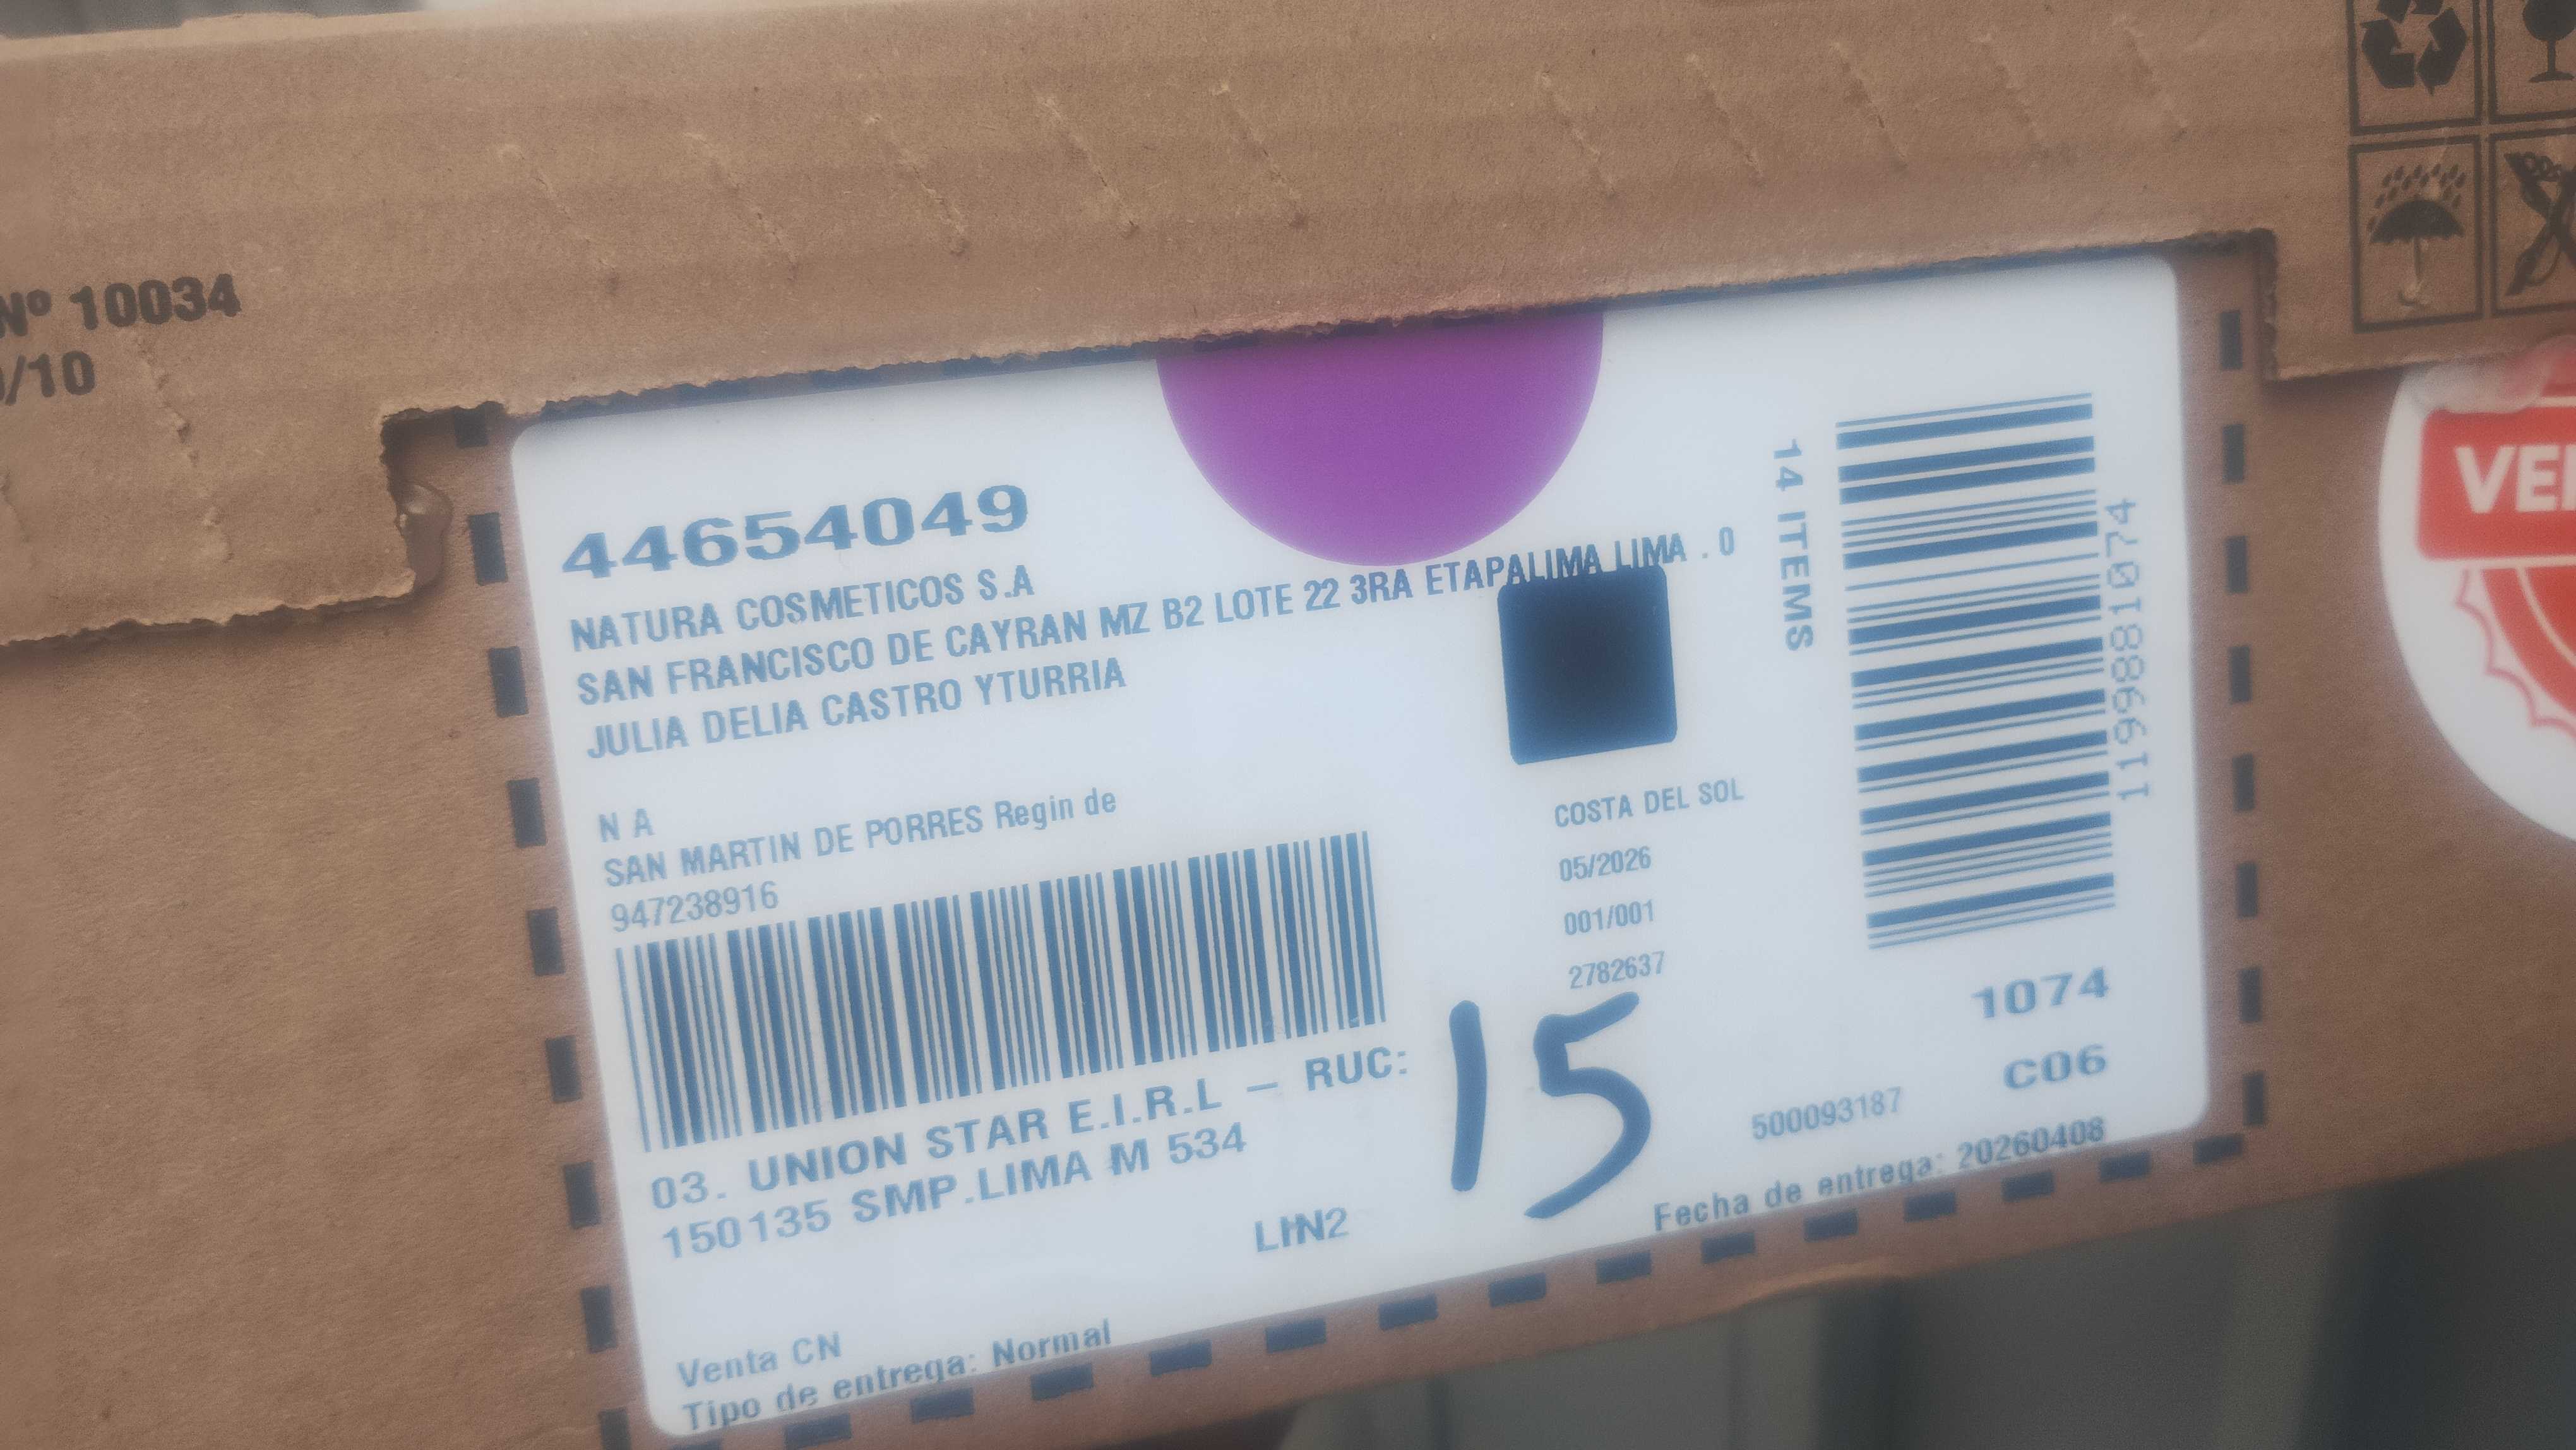 Nº 10034
/10
44654049
NATURA COSMETICOS S.A
SAN FRANCISCO DE CAYRAN MZ B2 LOTE 22 3RA ETAPALIMA LIMA . 0
JULIA DELIA CASTRO YTURRIA
N A
SAN MARTIN DE PORRES Regin de
947238916
03. UNION STAR E.I.R.L – RUC:
150135 SMP.LIMA M 534
LIN2
Venta CN
Tipo de entrega: Normal
COSTA DEL SOL
05/2026
001/001
2782637
15
14 ITEMS
1199881074
1074
C06
500093187
Fecha de entrega: 20260408